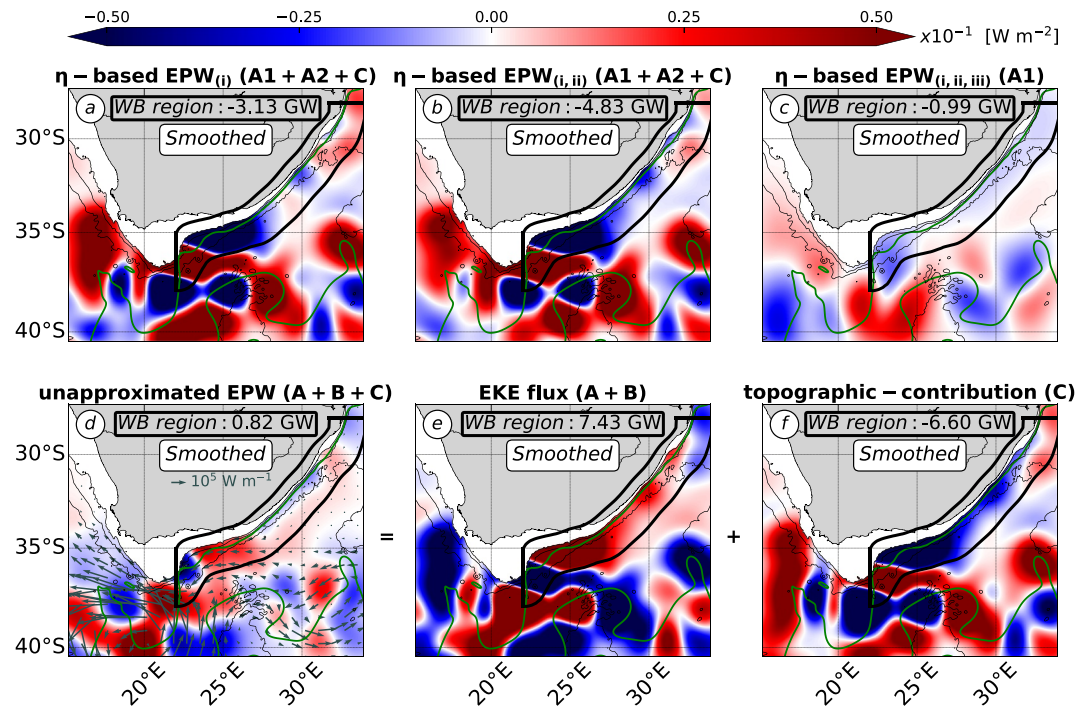 −0.50 −0.25 0.00 0.25 0.50
x10⁻¹ [W m⁻²]
η − based EPW₍ᵢ₎ (A1 + A2 + C)
η − based EPW₍ᵢ,ᵢᵢ₎ (A1 + A2 + C)
η − based EPW₍ᵢ,ᵢᵢ,ᵢᵢᵢ₎ (A1)
a WB region : -3.13 GW
Smoothed
b WB region : -4.83 GW
Smoothed
c WB region : -0.99 GW
Smoothed
30°S
35°S
40°S
unapproximated EPW (A + B + C)
EKE flux (A + B)
topographic − contribution (C)
d WB region : 0.82 GW
Smoothed
10⁵ W m⁻¹
=
e WB region : 7.43 GW
Smoothed
+
f WB region : -6.60 GW
Smoothed
30°S
35°S
40°S
20°E 25°E 30°E
20°E 25°E 30°E
20°E 25°E 30°E